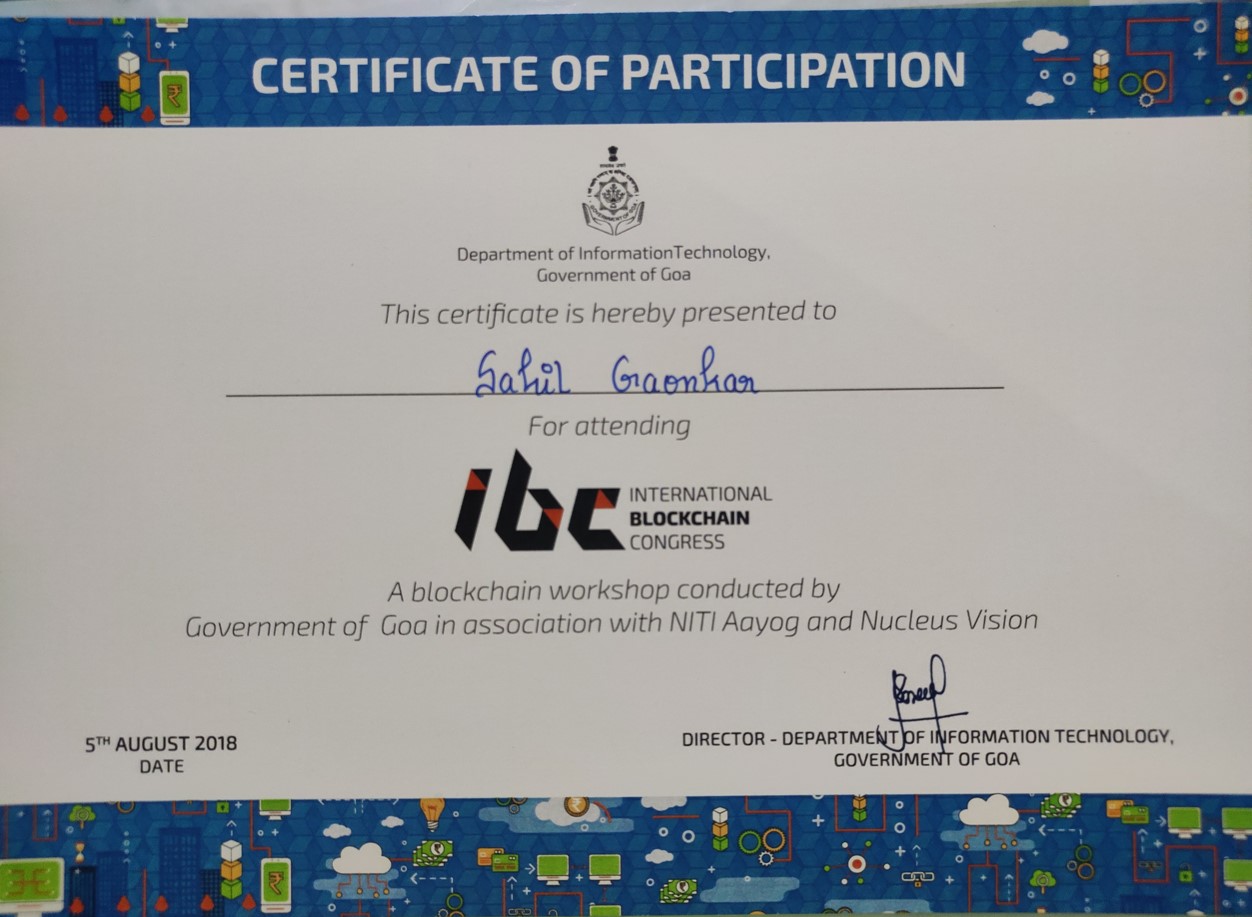 CERTIFICATE OF PARTICIPATION
Department of InformationTechnology,
Government of Goa
This certificate is hereby presented to
Sahil Gaonkar
For attending
ibc INTERNATIONAL
BLOCKCHAIN
CONGRESS
A blockchain workshop conducted by
Government of Goa in association with NITI Aayog and Nucleus Vision
5TH AUGUST 2018
DATE
DIRECTOR - DEPARTMENT OF INFORMATION TECHNOLOGY,
GOVERNMENT OF GOA